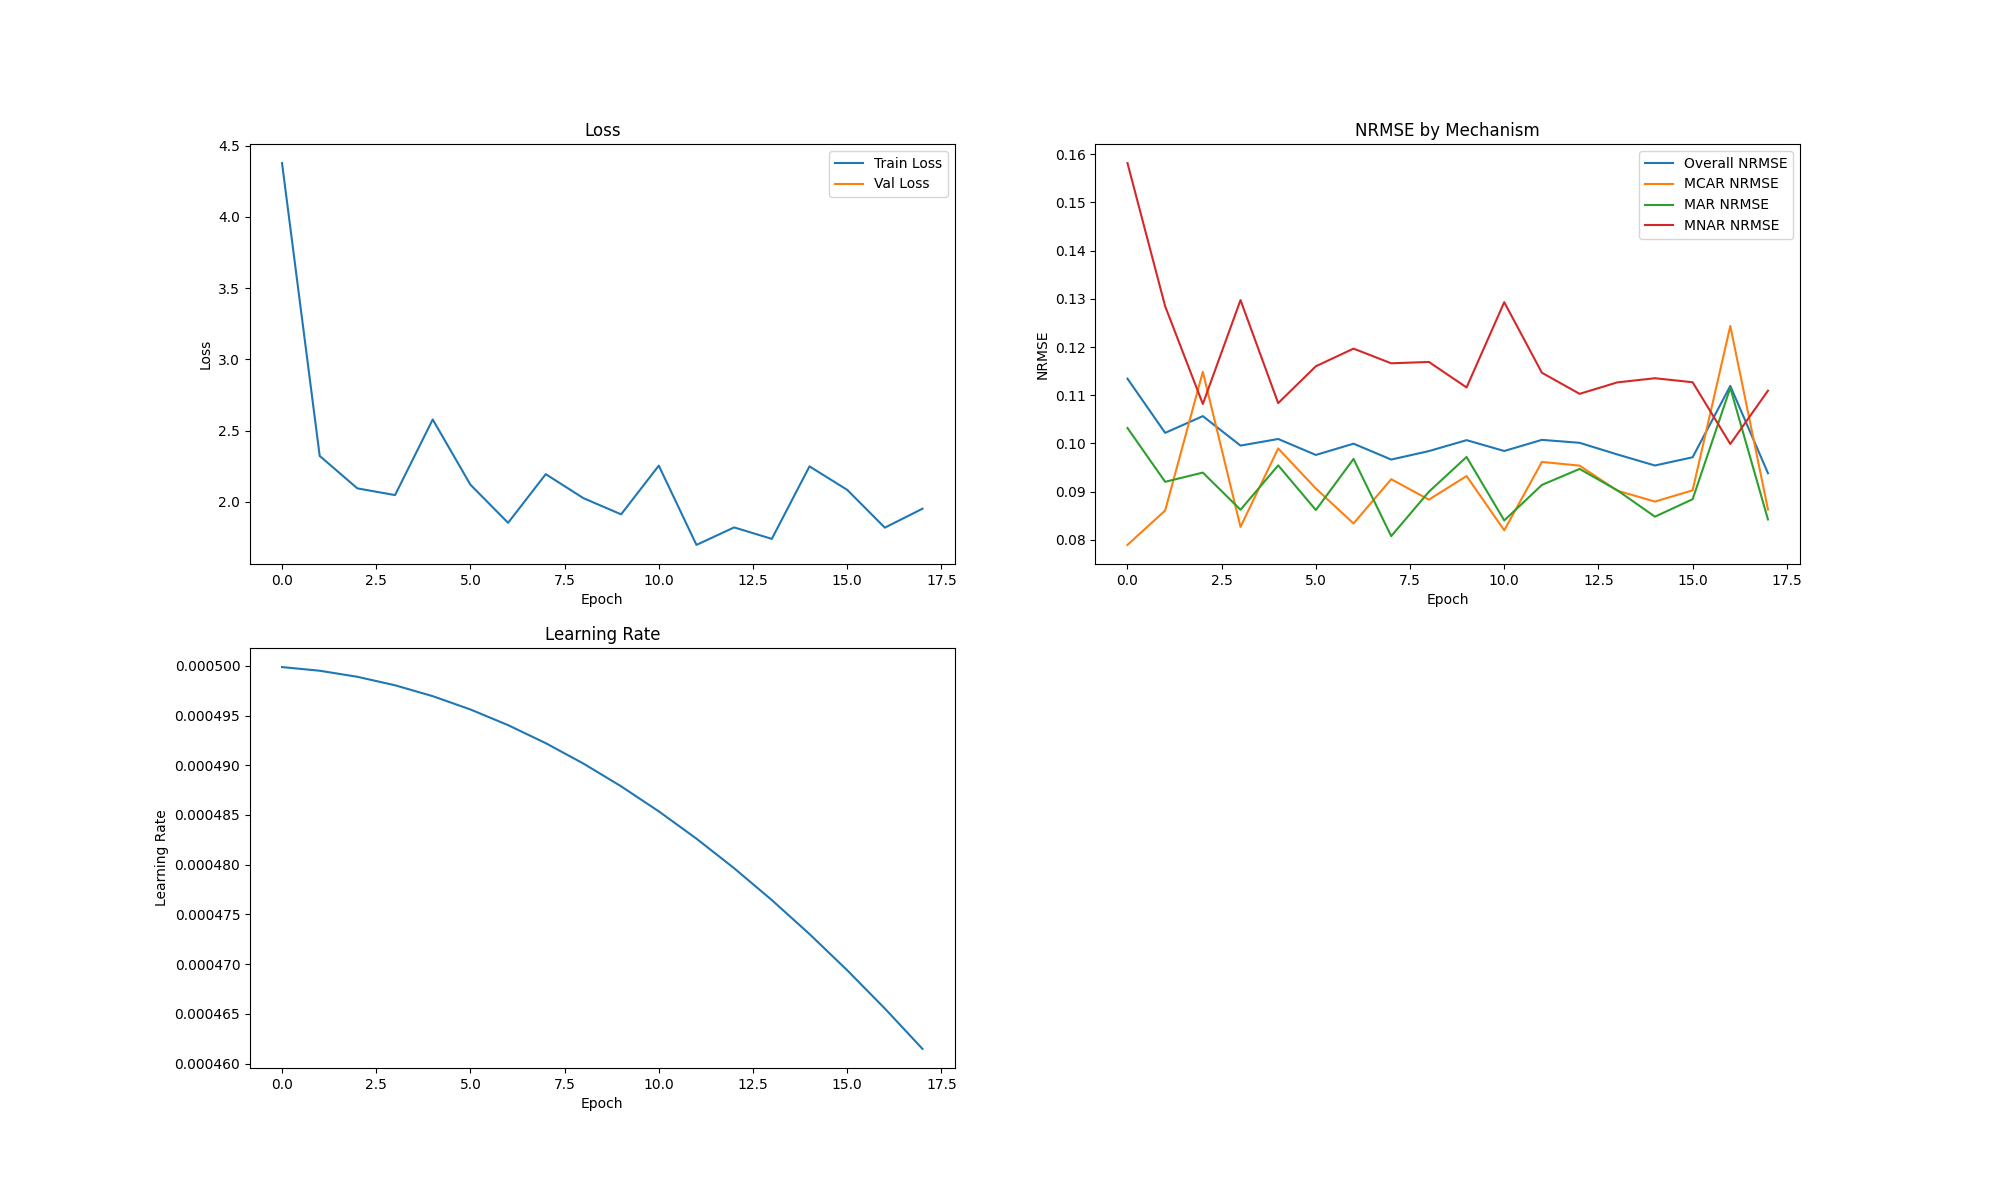 Loss
4.5
4.0
3.5
3.0
2.5
2.0
Loss
Train Loss
Val Loss
0.0 2.5 5.0 7.5 10.0 12.5 15.0 17.5
Epoch
NRMSE by Mechanism
0.16
0.15
0.14
0.13
0.12
0.11
0.10
0.09
0.08
NRMSE
Overall NRMSE
MCAR NRMSE
MAR NRMSE
MNAR NRMSE
0.0 2.5 5.0 7.5 10.0 12.5 15.0 17.5
Epoch
Learning Rate
0.000500
0.000495
0.000490
0.000485
0.000480
0.000475
0.000470
0.000465
0.000460
Learning Rate
0.0 2.5 5.0 7.5 10.0 12.5 15.0 17.5
Epoch